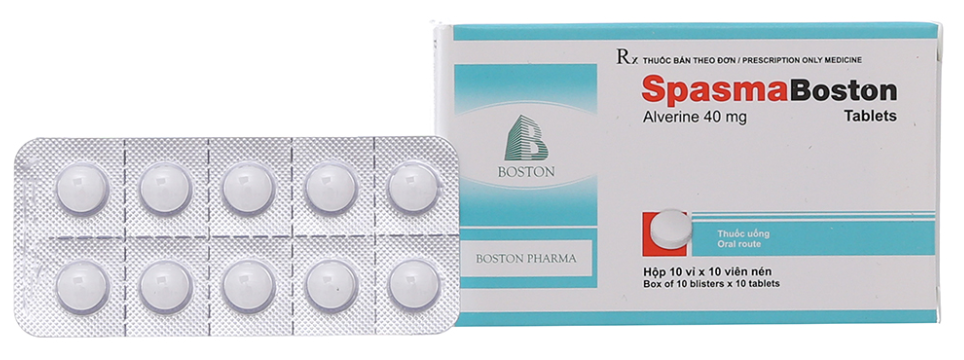 Rx THUỐC BÁN THEO ĐƠN / PRESCRIPTION ONLY MEDICINE
SpasmaBoston
Alverine 40 mg Tablets
B
BOSTON
Thuốc uống
Oral route
BOSTON PHARMA
Hộp 10 vỉ x 10 viên nén
Box of 10 blisters x 10 tablets